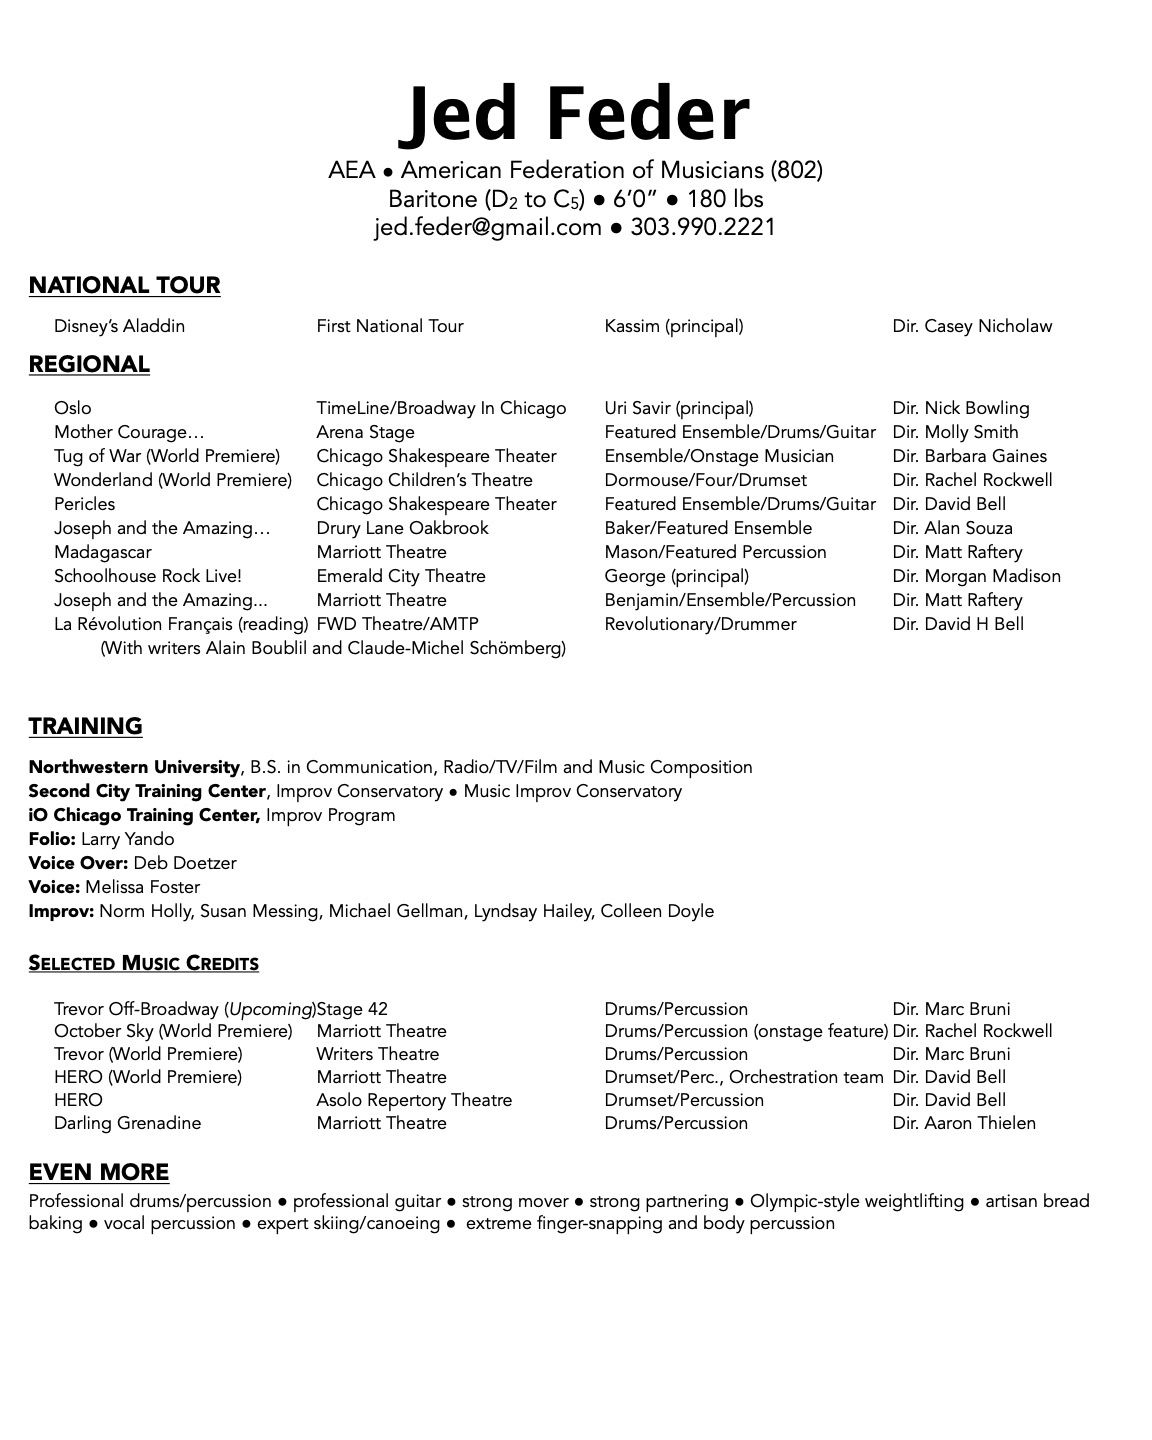 Jed Feder
AEA ● American Federation of Musicians (802)
Baritone (D2 to C5) ● 6’0” ● 180 lbs
jed.feder@gmail.com ● 303.990.2221
NATIONAL TOUR
Disney’s Aladdin First National Tour Kassim (principal) Dir. Casey Nicholaw
REGIONAL
Oslo TimeLine/Broadway In Chicago Uri Savir (principal) Dir. Nick Bowling
Mother Courage… Arena Stage Featured Ensemble/Drums/Guitar Dir. Molly Smith
Tug of War (World Premiere) Chicago Shakespeare Theater Ensemble/Onstage Musician Dir. Barbara Gaines
Wonderland (World Premiere) Chicago Children’s Theatre Dormouse/Four/Drumset Dir. Rachel Rockwell
Pericles Chicago Shakespeare Theater Featured Ensemble/Drums/Guitar Dir. David Bell
Joseph and the Amazing… Drury Lane Oakbrook Baker/Featured Ensemble Dir. Alan Souza
Madagascar Marriott Theatre Mason/Featured Percussion Dir. Matt Raftery
Schoolhouse Rock Live! Emerald City Theatre George (principal) Dir. Morgan Madison
Joseph and the Amazing... Marriott Theatre Benjamin/Ensemble/Percussion Dir. Matt Raftery
La Révolution Français (reading) FWD Theatre/AMTP Revolutionary/Drummer Dir. David H Bell
(With writers Alain Boublil and Claude-Michel Schömberg)
TRAINING
Northwestern University, B.S. in Communication, Radio/TV/Film and Music Composition
Second City Training Center, Improv Conservatory ● Music Improv Conservatory
iO Chicago Training Center, Improv Program
Folio: Larry Yando
Voice Over: Deb Doetzer
Voice: Melissa Foster
Improv: Norm Holly, Susan Messing, Michael Gellman, Lyndsay Hailey, Colleen Doyle
SELECTED MUSIC CREDITS
Trevor Off-Broadway (Upcoming)Stage 42 Drums/Percussion Dir. Marc Bruni
October Sky (World Premiere) Marriott Theatre Drums/Percussion (onstage feature) Dir. Rachel Rockwell
Trevor (World Premiere) Writers Theatre Drums/Percussion Dir. Marc Bruni
HERO (World Premiere) Marriott Theatre Drumset/Perc., Orchestration team Dir. David Bell
HERO Asolo Repertory Theatre Drumset/Percussion Dir. David Bell
Darling Grenadine Marriott Theatre Drums/Percussion Dir. Aaron Thielen
EVEN MORE
Professional drums/percussion ● professional guitar ● strong mover ● strong partnering ● Olympic-style weightlifting ● artisan bread
baking ● vocal percussion ● expert skiing/canoeing ● extreme finger-snapping and body percussion